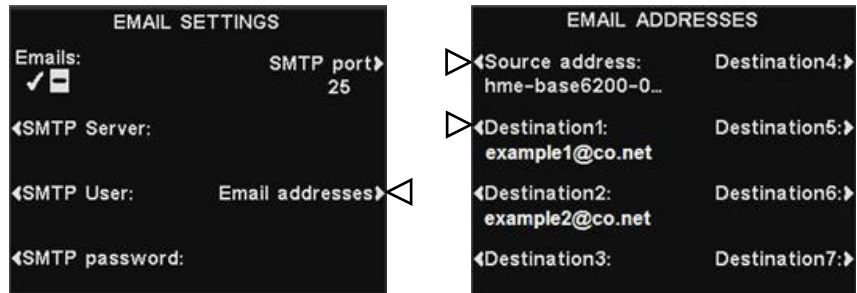 EMAIL SETTINGS
Emails:
SMTP port
25
SMTP Server:
SMTP User:
Email addresses
SMTP password:
EMAIL ADDRESSES
Source address:
hme-base6200-0…
Destination4:
Destination1:
example1@co.net
Destination5:
Destination2:
example2@co.net
Destination6:
Destination3:
Destination7: